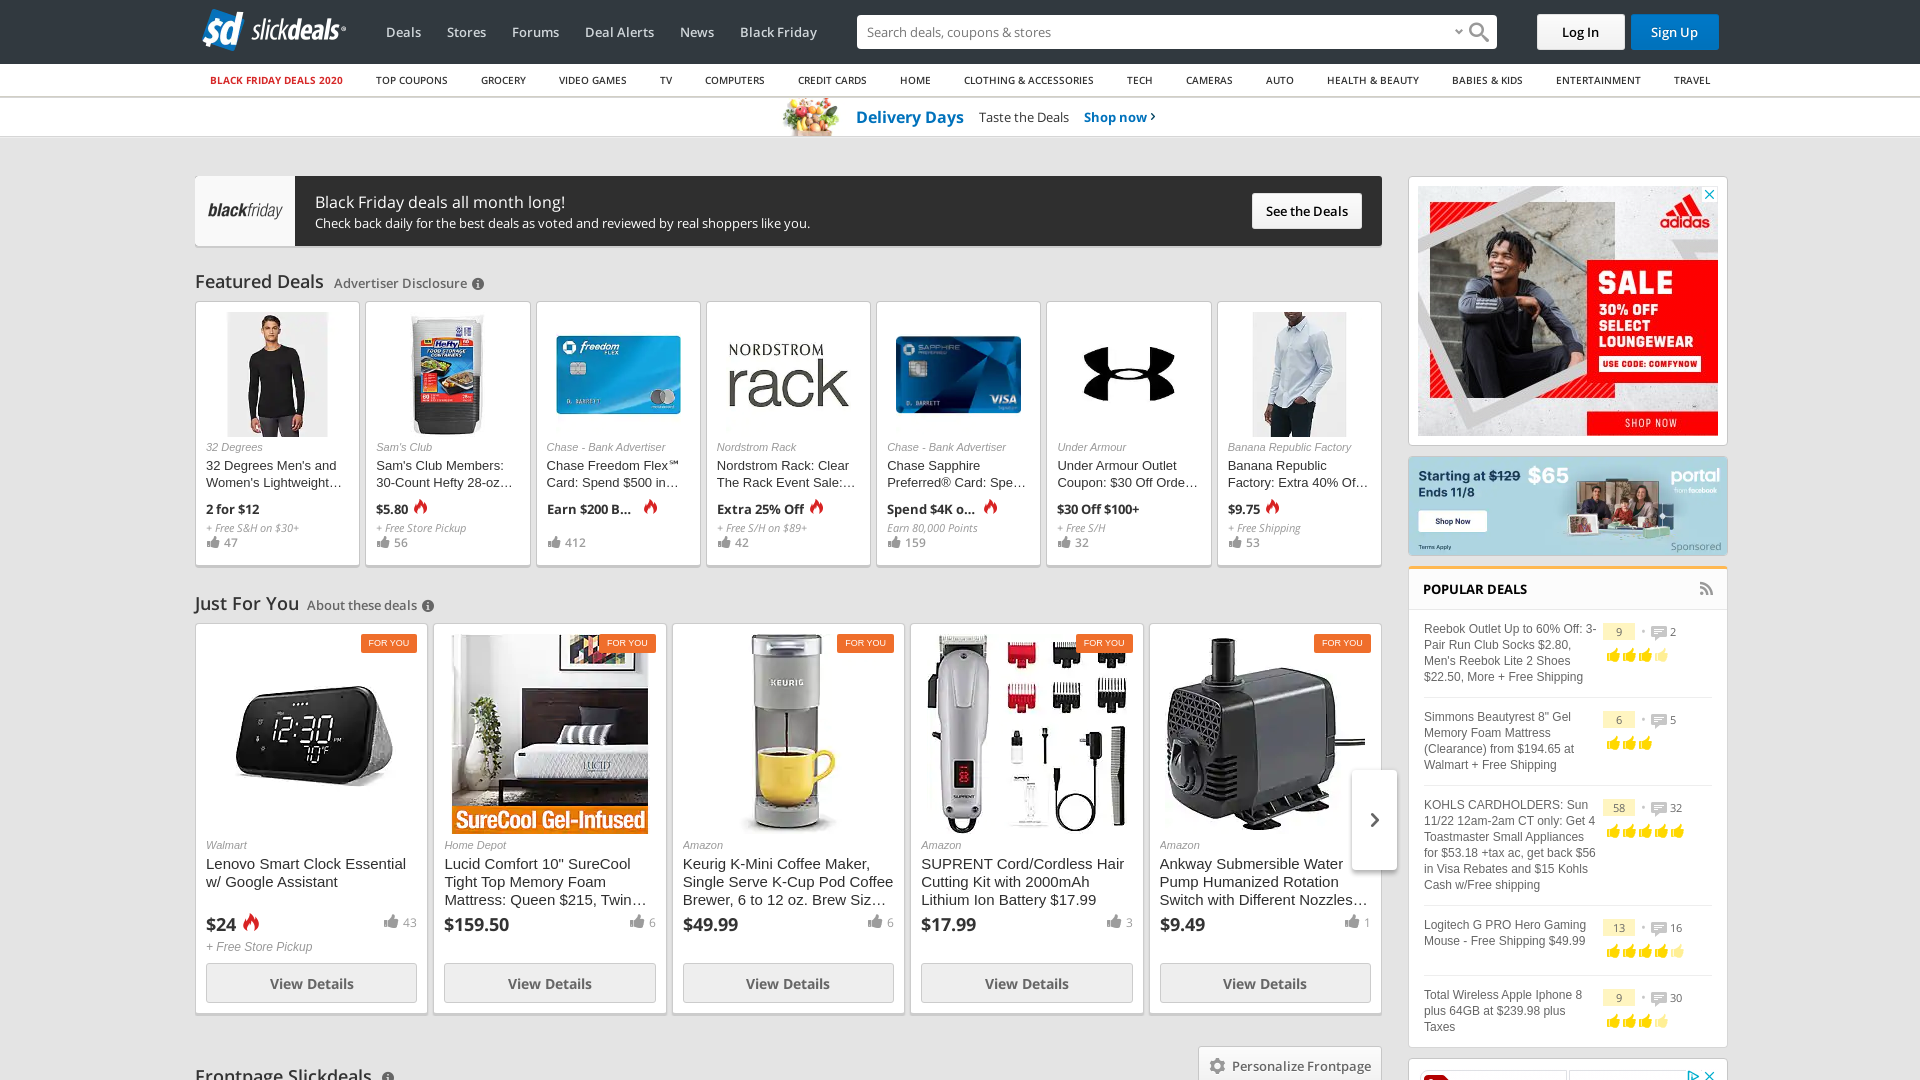 sd slickdeals
Deals
Stores
Forums
Deal Alerts
News
Black Friday
Search deals, coupons & shares
Log In
Sign Up
BLACK FRIDAY DEALS 2020
TOP COUPONS
GROCERY
VIDEO GAMES
TV
COMPUTERS
CREDIT CARDS
HOME
CLOTHING & ACCESSORIES
TECH
CAMERAS
AUTO
HEALTH & BEAUTY
BABIES & KIDS
ENTERTAINMENT
TRAVEL
Delivery Days Taste the Deals Shop now
blackfriday
Black Friday deals all month long!
Check back daily for the best deals as voted and reviewed by real shoppers like you.
See the Deals
Featured Deals Advertiser Disclosure
32 Degrees
32 Degrees Men's and
Women's Lightweight…
2 for $12
+ Free S&H on $30+
47
Hefty
FOOD STORAGE
CONTAINERS
Sam's Club
Sam's Club Members:
30-Count Hefty 28-oz…
$5.80
+ Free Store Pickup
56
freedom
FLEX
D. BARRETT
Chase - Bank Advertiser
Chase Freedom Flex℠
Card: Spend $500 in…
Earn $200 B…
412
NORDSTROM
rack
Nordstrom Rack
Nordstrom Rack: Clear
The Rack Event Sale:…
Extra 25% Off
+ Free S/H on $89+
42
SAPPHIRE
PREFERRED
D. BARRETT
VISA
Chase - Bank Advertiser
Chase Sapphire
Preferred® Card: Spe…
Spend $4K o…
Earn 80,000 Points
159
Under Armour
Under Armour Outlet
Coupon: $30 Off Orde…
$30 Off $100+
+ Free S/H
32
Banana Republic Factory
Banana Republic
Factory: Extra 40% Of…
$9.75
+ Free Shipping
53
Just For You About these deals
FOR YOU
12:30 PM
70°F
Walmart
Lenovo Smart Clock Essential
w/ Google Assistant
$24
43
+ Free Store Pickup
View Details
FOR YOU
LUCID
SureCool Gel-Infused
Home Depot
Lucid Comfort 10" SureCool
Tight Top Memory Foam
Mattress: Queen $215, Twin…
$159.50
6
View Details
FOR YOU
KEURIG
Amazon
Keurig K-Mini Coffee Maker,
Single Serve K-Cup Pod Coffee
Brewer, 6 to 12 oz. Brew Siz…
$49.99
6
View Details
FOR YOU
SUPRENT
Amazon
SUPRENT Cord/Cordless Hair
Cutting Kit with 2000mAh
Lithium Ion Battery $17.99
$17.99
3
View Details
FOR YOU
Amazon
Ankway Submersible Water
Pump Humanized Rotation
Switch with Different Nozzles…
$9.49
1
View Details
Frontpage Slickdeals
Personalize Frontpage
adidas
SALE
30% OFF
SELECT
LOUNGEWEAR
USE CODE: COMFYNOW
SHOP NOW
Starting at $129 $65
Ends 11/8
Shop Now
Terms Apply
portal
from facebook
Sponsored
POPULAR DEALS
Reebok Outlet Up to 60% Off: 3-
Pair Run Club Socks $2.80,
Men's Reebok Lite 2 Shoes
$22.50, More + Free Shipping
9 • 2
Simmons Beautyrest 8" Gel
Memory Foam Mattress
(Clearance) from $194.65 at
Walmart + Free Shipping
6 • 5
KOHLS CARDHOLDERS: Sun
11/22 12am-2am CT only: Get 4
Toastmaster Small Appliances
for $53.18 +tax ac, get back $56
in Visa Rebates and $15 Kohls
Cash w/Free shipping
58 • 32
Logitech G PRO Hero Gaming
Mouse - Free Shipping $49.99
13 • 16
Total Wireless Apple Iphone 8
plus 64GB at $239.98 plus
Taxes
9 • 30